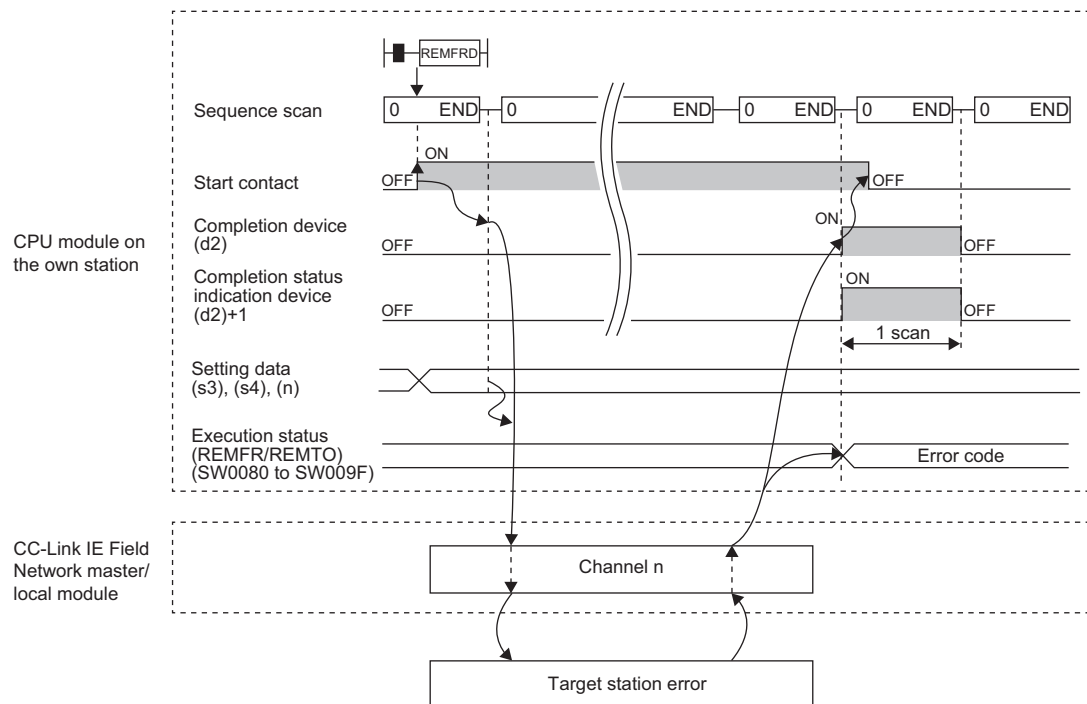 REMFRD
Sequence scan
0 END 0 END 0 END 0 END 0 END
ON
Start contact
OFF
OFF
CPU module on
the own station
Completion device
(d2)
ON
OFF
OFF
Completion status
indication device
(d2)+1
ON
OFF
OFF
1 scan
Setting data
(s3), (s4), (n)
Execution status
(REMFR/REMTO)
(SW0080 to SW009F)
Error code
CC-Link IE Field
Network master/
local module
Channel n
Target station error